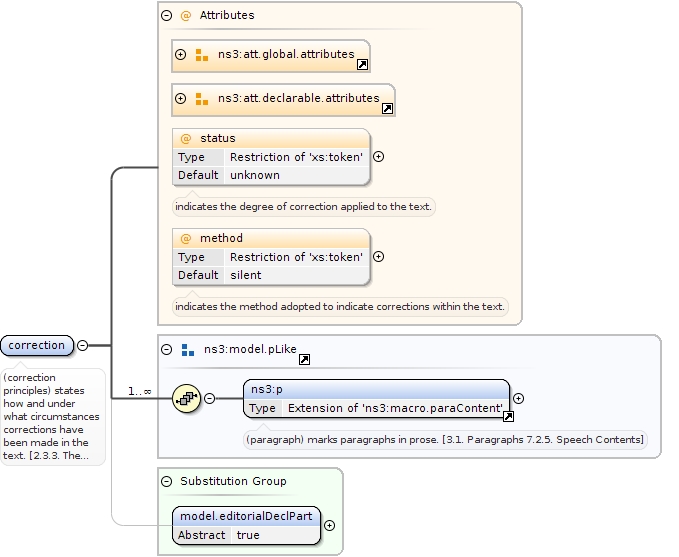 Attributes
ns3:att.global.attributes
ns3:att.declarable.attributes
status
Type Restriction of 'xs:token'
Default unknown
indicates the degree of correction applied to the text.
method
Type Restriction of 'xs:token'
Default silent
indicates the method adopted to indicate corrections within the text.
correction
(correction
principles) states
how and under
what circumstances
corrections have
been made in the
text. [2.3.3. The...
ns3:model.pLike
1..∞
ns3:p
Type Extension of 'ns3:macro.paraContent'
(paragraph) marks paragraphs in prose. [3.1. Paragraphs 7.2.5. Speech Contents]
Substitution Group
model.editorialDeclPart
Abstract true